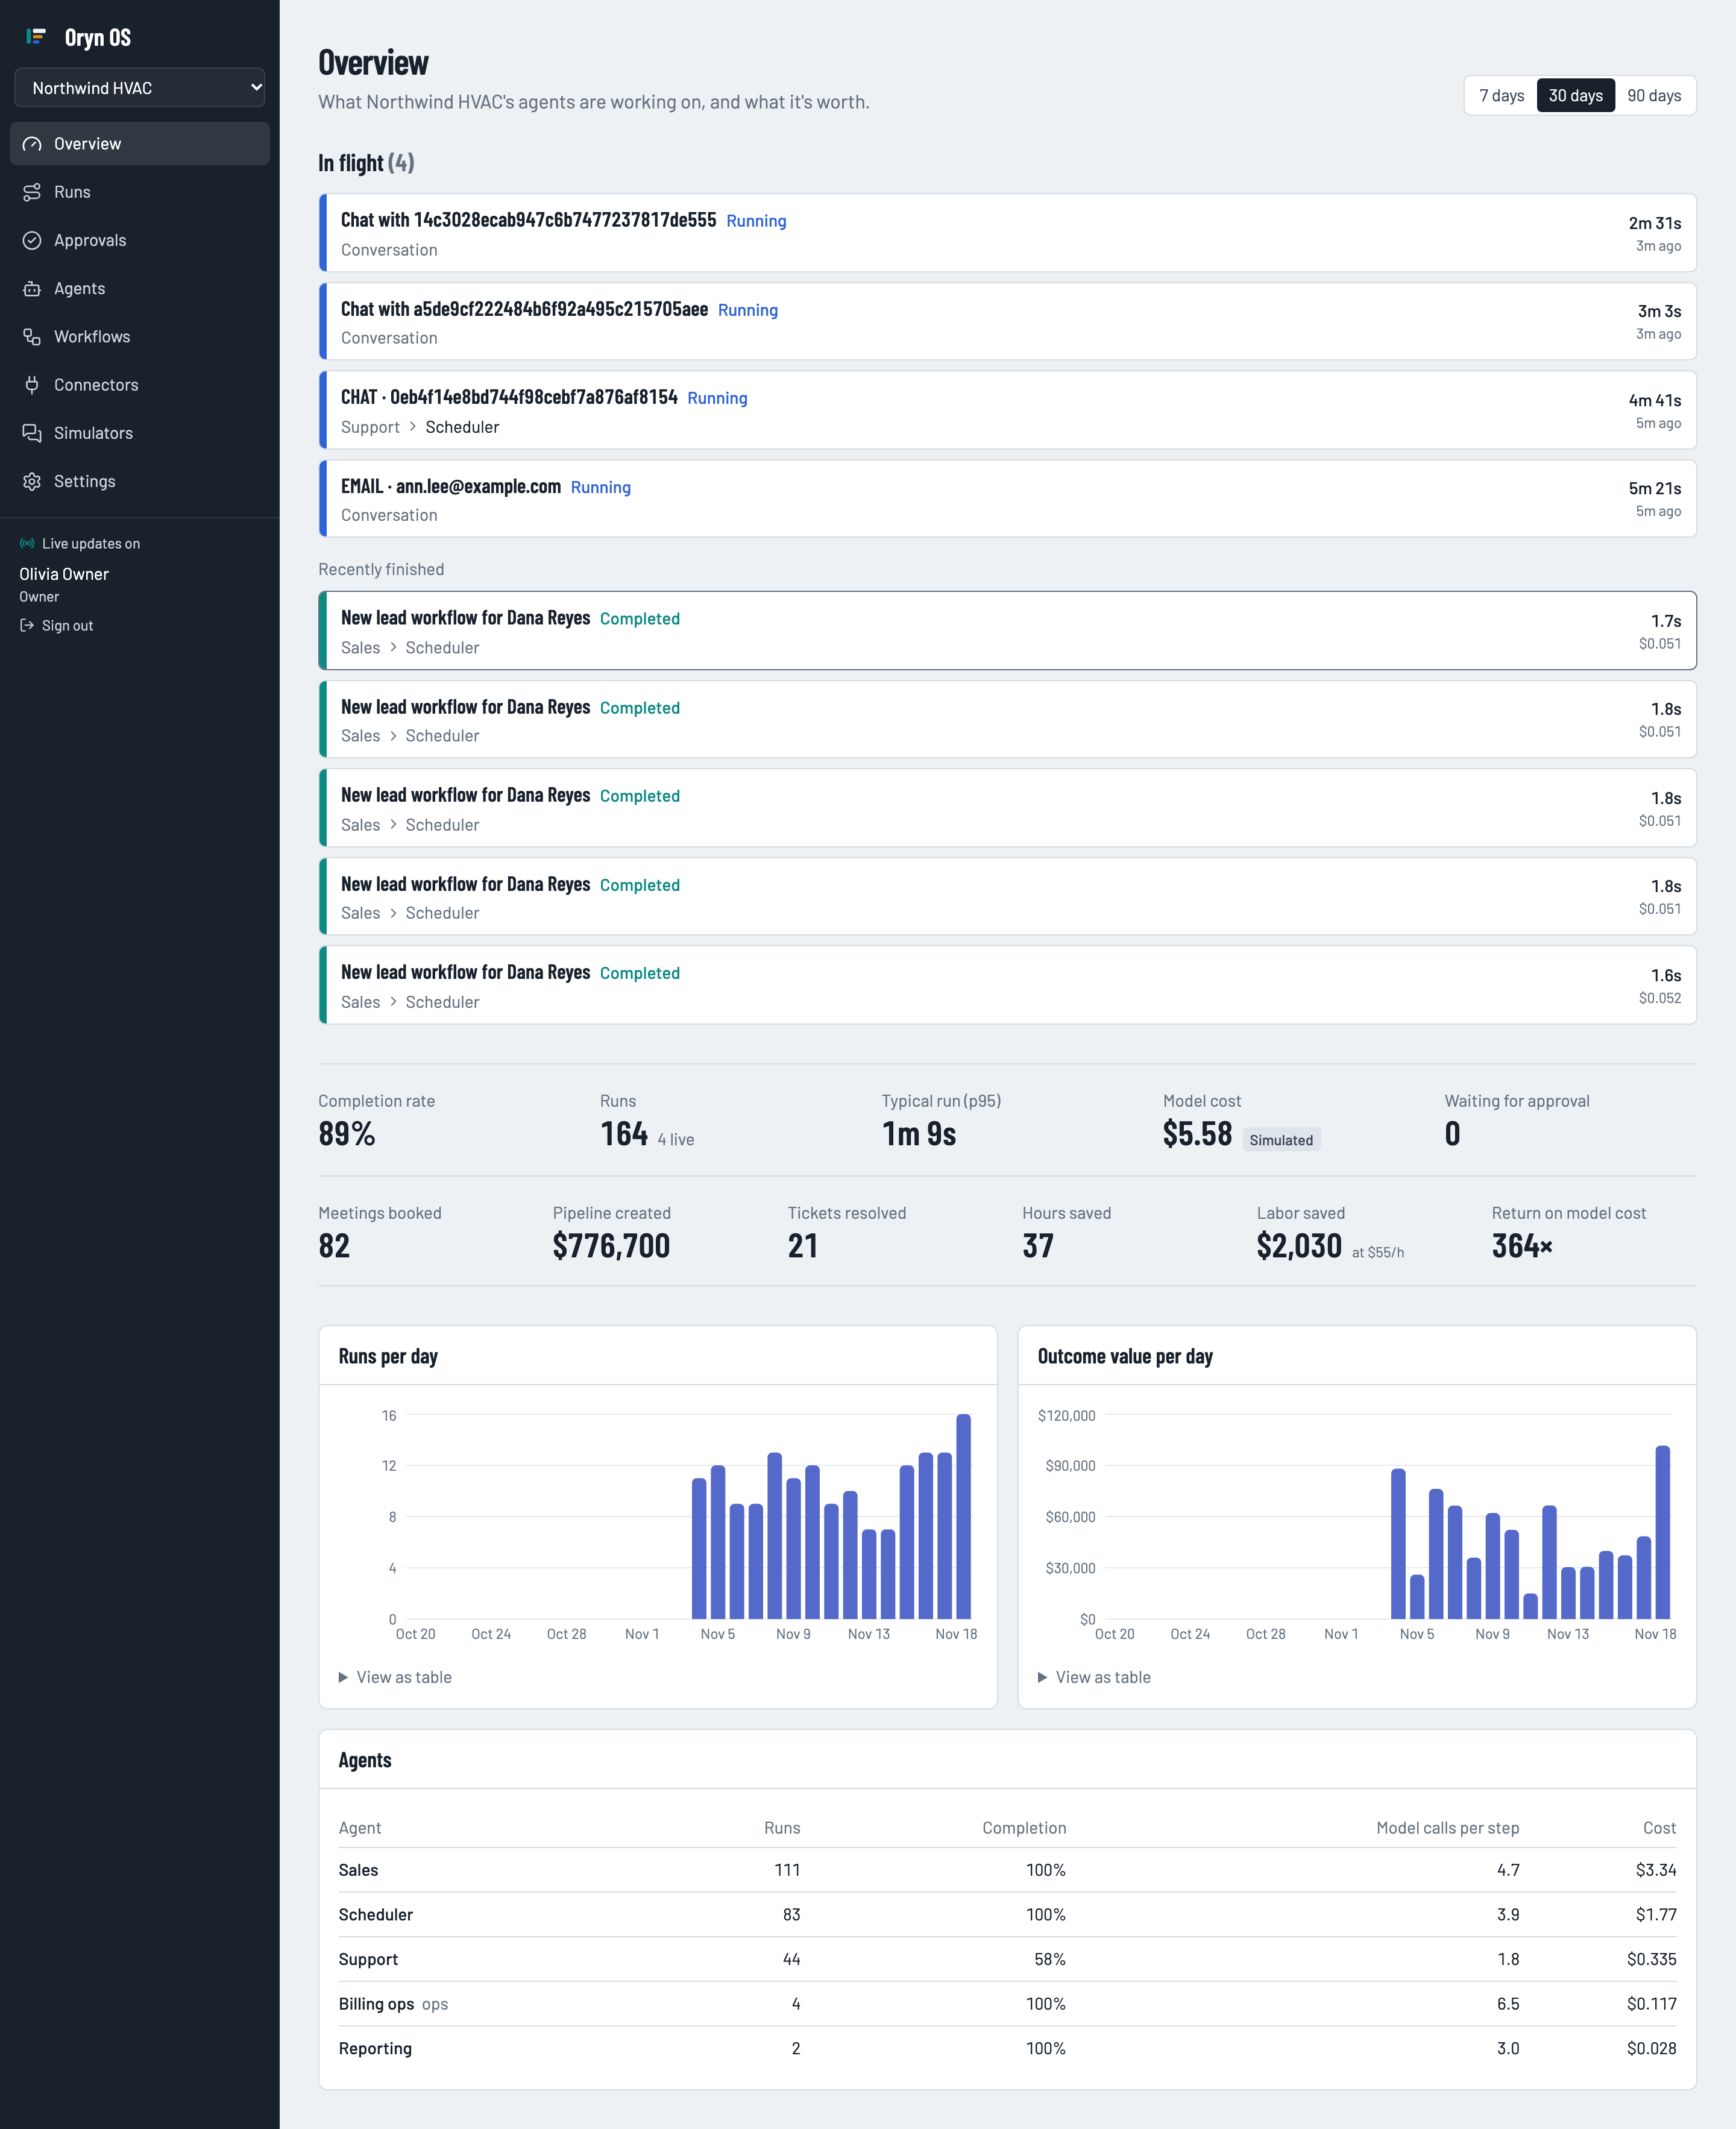 Oryn OS
Northwind HVAC
Overview
Runs
Approvals
Agents
Workflows
Connectors
Simulators
Settings
Live updates on
Olivia Owner
Owner
Sign out
Overview
What Northwind HVAC's agents are working on, and what it's worth.
7 days 30 days 90 days
In flight (4)
Chat with 14c3028ecab947c6b7477237817de555 Running 2m 31s
Conversation 3m ago
Chat with a5de9cf222484b6f92a495c215705aee Running 3m 3s
Conversation 3m ago
CHAT · 0eb4f14e8bd744f98cebf7a876af8154 Running 4m 41s
Support > Scheduler 5m ago
EMAIL · ann.lee@example.com Running 5m 21s
Conversation 5m ago
Recently finished
New lead workflow for Dana Reyes Completed 1.7s
Sales > Scheduler $0.051
New lead workflow for Dana Reyes Completed 1.8s
Sales > Scheduler $0.051
New lead workflow for Dana Reyes Completed 1.8s
Sales > Scheduler $0.051
New lead workflow for Dana Reyes Completed 1.8s
Sales > Scheduler $0.051
New lead workflow for Dana Reyes Completed 1.6s
Sales > Scheduler $0.052
Completion rate Runs Typical run (p95) Model cost Waiting for approval
89% 164 4 live 1m 9s $5.58 Simulated 0
Meetings booked Pipeline created Tickets resolved Hours saved Labor saved Return on model cost
82 $776,700 21 37 $2,030 at $55/h 364×
Runs per day
16
12
8
4
0
Oct 20 Oct 24 Oct 28 Nov 1 Nov 5 Nov 9 Nov 13 Nov 18
View as table
Outcome value per day
$120,000
$90,000
$60,000
$30,000
$0
Oct 20 Oct 24 Oct 28 Nov 1 Nov 5 Nov 9 Nov 13 Nov 18
View as table
Agents
Agent Runs Completion Model calls per step Cost
Sales 111 100% 4.7 $3.34
Scheduler 83 100% 3.9 $1.77
Support 44 58% 1.8 $0.335
Billing ops ops 4 100% 6.5 $0.117
Reporting 2 100% 3.0 $0.028